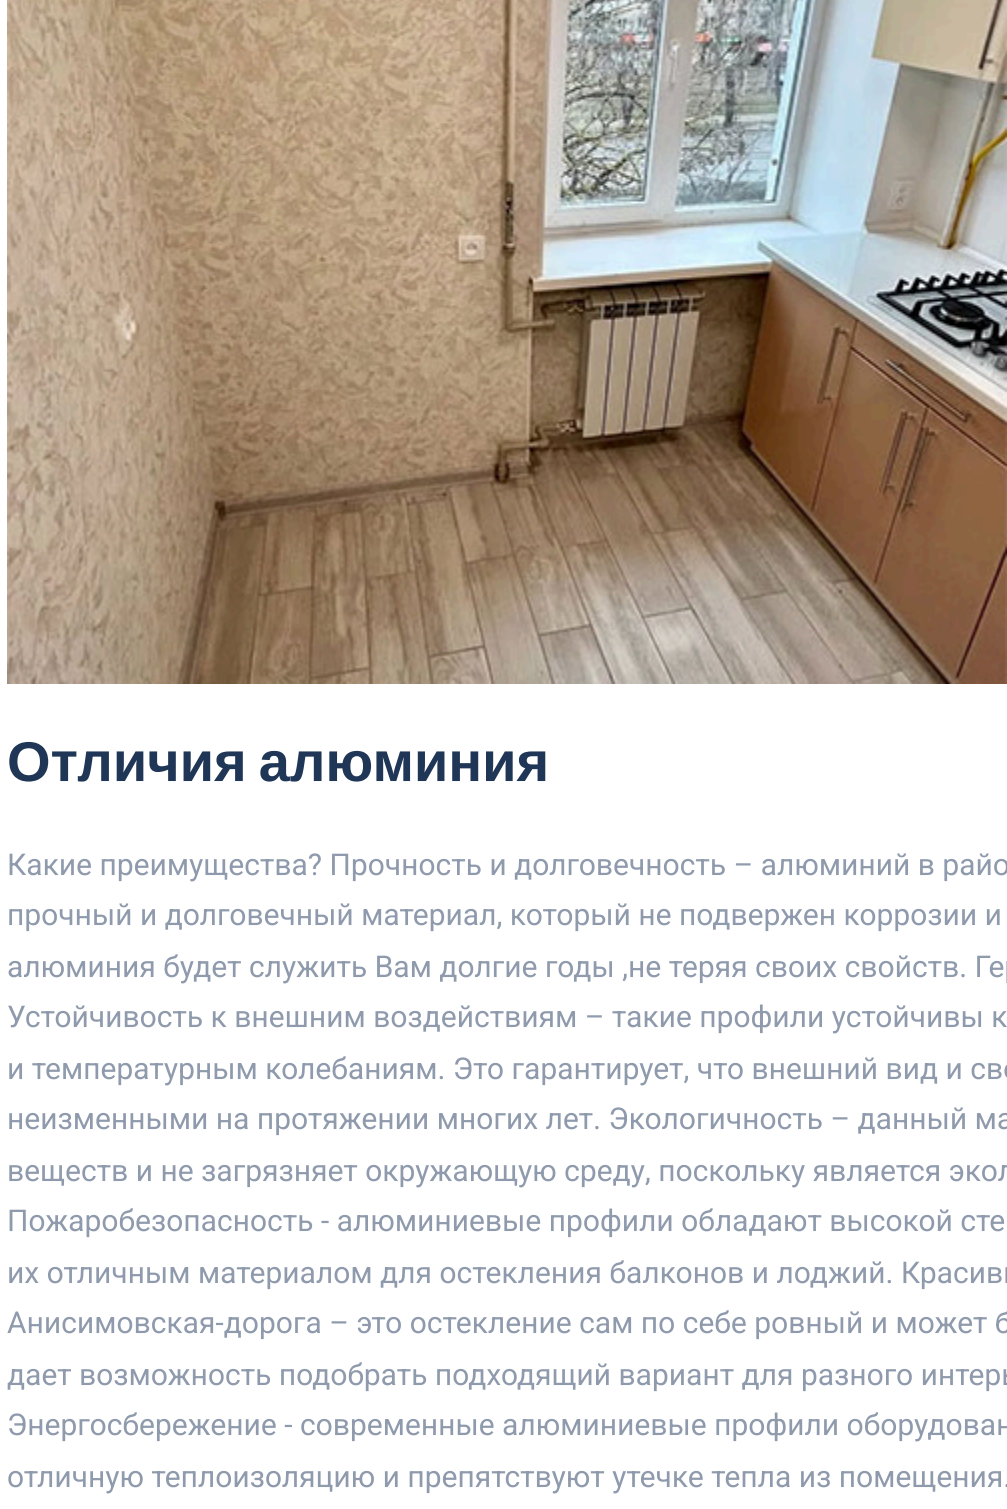 Отличия алюминия
Какие преимущества? Прочность и долговечность – алюминий в
прочный и долговечный материал, который не подвержен коррозии и
алюминия будет служить Вам долгие годы ,не теряя своих свойств.
Устойчивость к внешним воздействиям – такие профили устойчивы к
и температурным колебаниям. Это гарантирует, что внешний вид и
неизменными на протяжении многих лет. Экологичность – данный
веществ и не загрязняет окружающую среду, поскольку является
Пожаробезопасность - алюминиевые профили обладают высокой
их отличным материалом для остекления балконов и лоджий.
Анисимовская-дорога – это остекление сам по себе ровный и может
дает возможность подобрать подходящий вариант для разного
Энергосбережение - современные алюминиевые профили
отличную теплоизоляцию и препятствуют утечке тепла из помещения